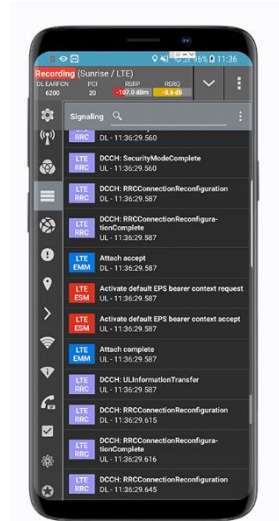 96% 11:36
Recording (Sunrise / LTE)
DL EARFCN PCI RSRP RSRQ
6200 20 -107.0 dBm -8.6 dB
Signaling
LTE RRC DL - 11:36:29.560
LTE RRC DCCH: SecurityModeComplete
UL - 11:36:29.560
LTE RRC DCCH: RRCConnectionReconfiguration
DL - 11:36:29.587
LTE RRC DCCH: RRCConnectionReconfigura-
tionComplete
UL - 11:36:29.587
LTE EMM Attach accept
DL - 11:36:29.587
LTE ESM Activate default EPS bearer context request
DL - 11:36:29.587
LTE ESM Activate default EPS bearer context accept
UL - 11:36:29.587
LTE EMM Attach complete
UL - 11:36:29.587
LTE RRC DCCH: ULInformationTransfer
UL - 11:36:29.587
LTE RRC DCCH: RRCConnectionReconfiguration
DL - 11:36:29.615
LTE RRC DCCH: RRCConnectionReconfigura-
tionComplete
UL - 11:36:29.616
LTE RRC DCCH: RRCConnectionReconfiguration
DL - 11:36:29.645